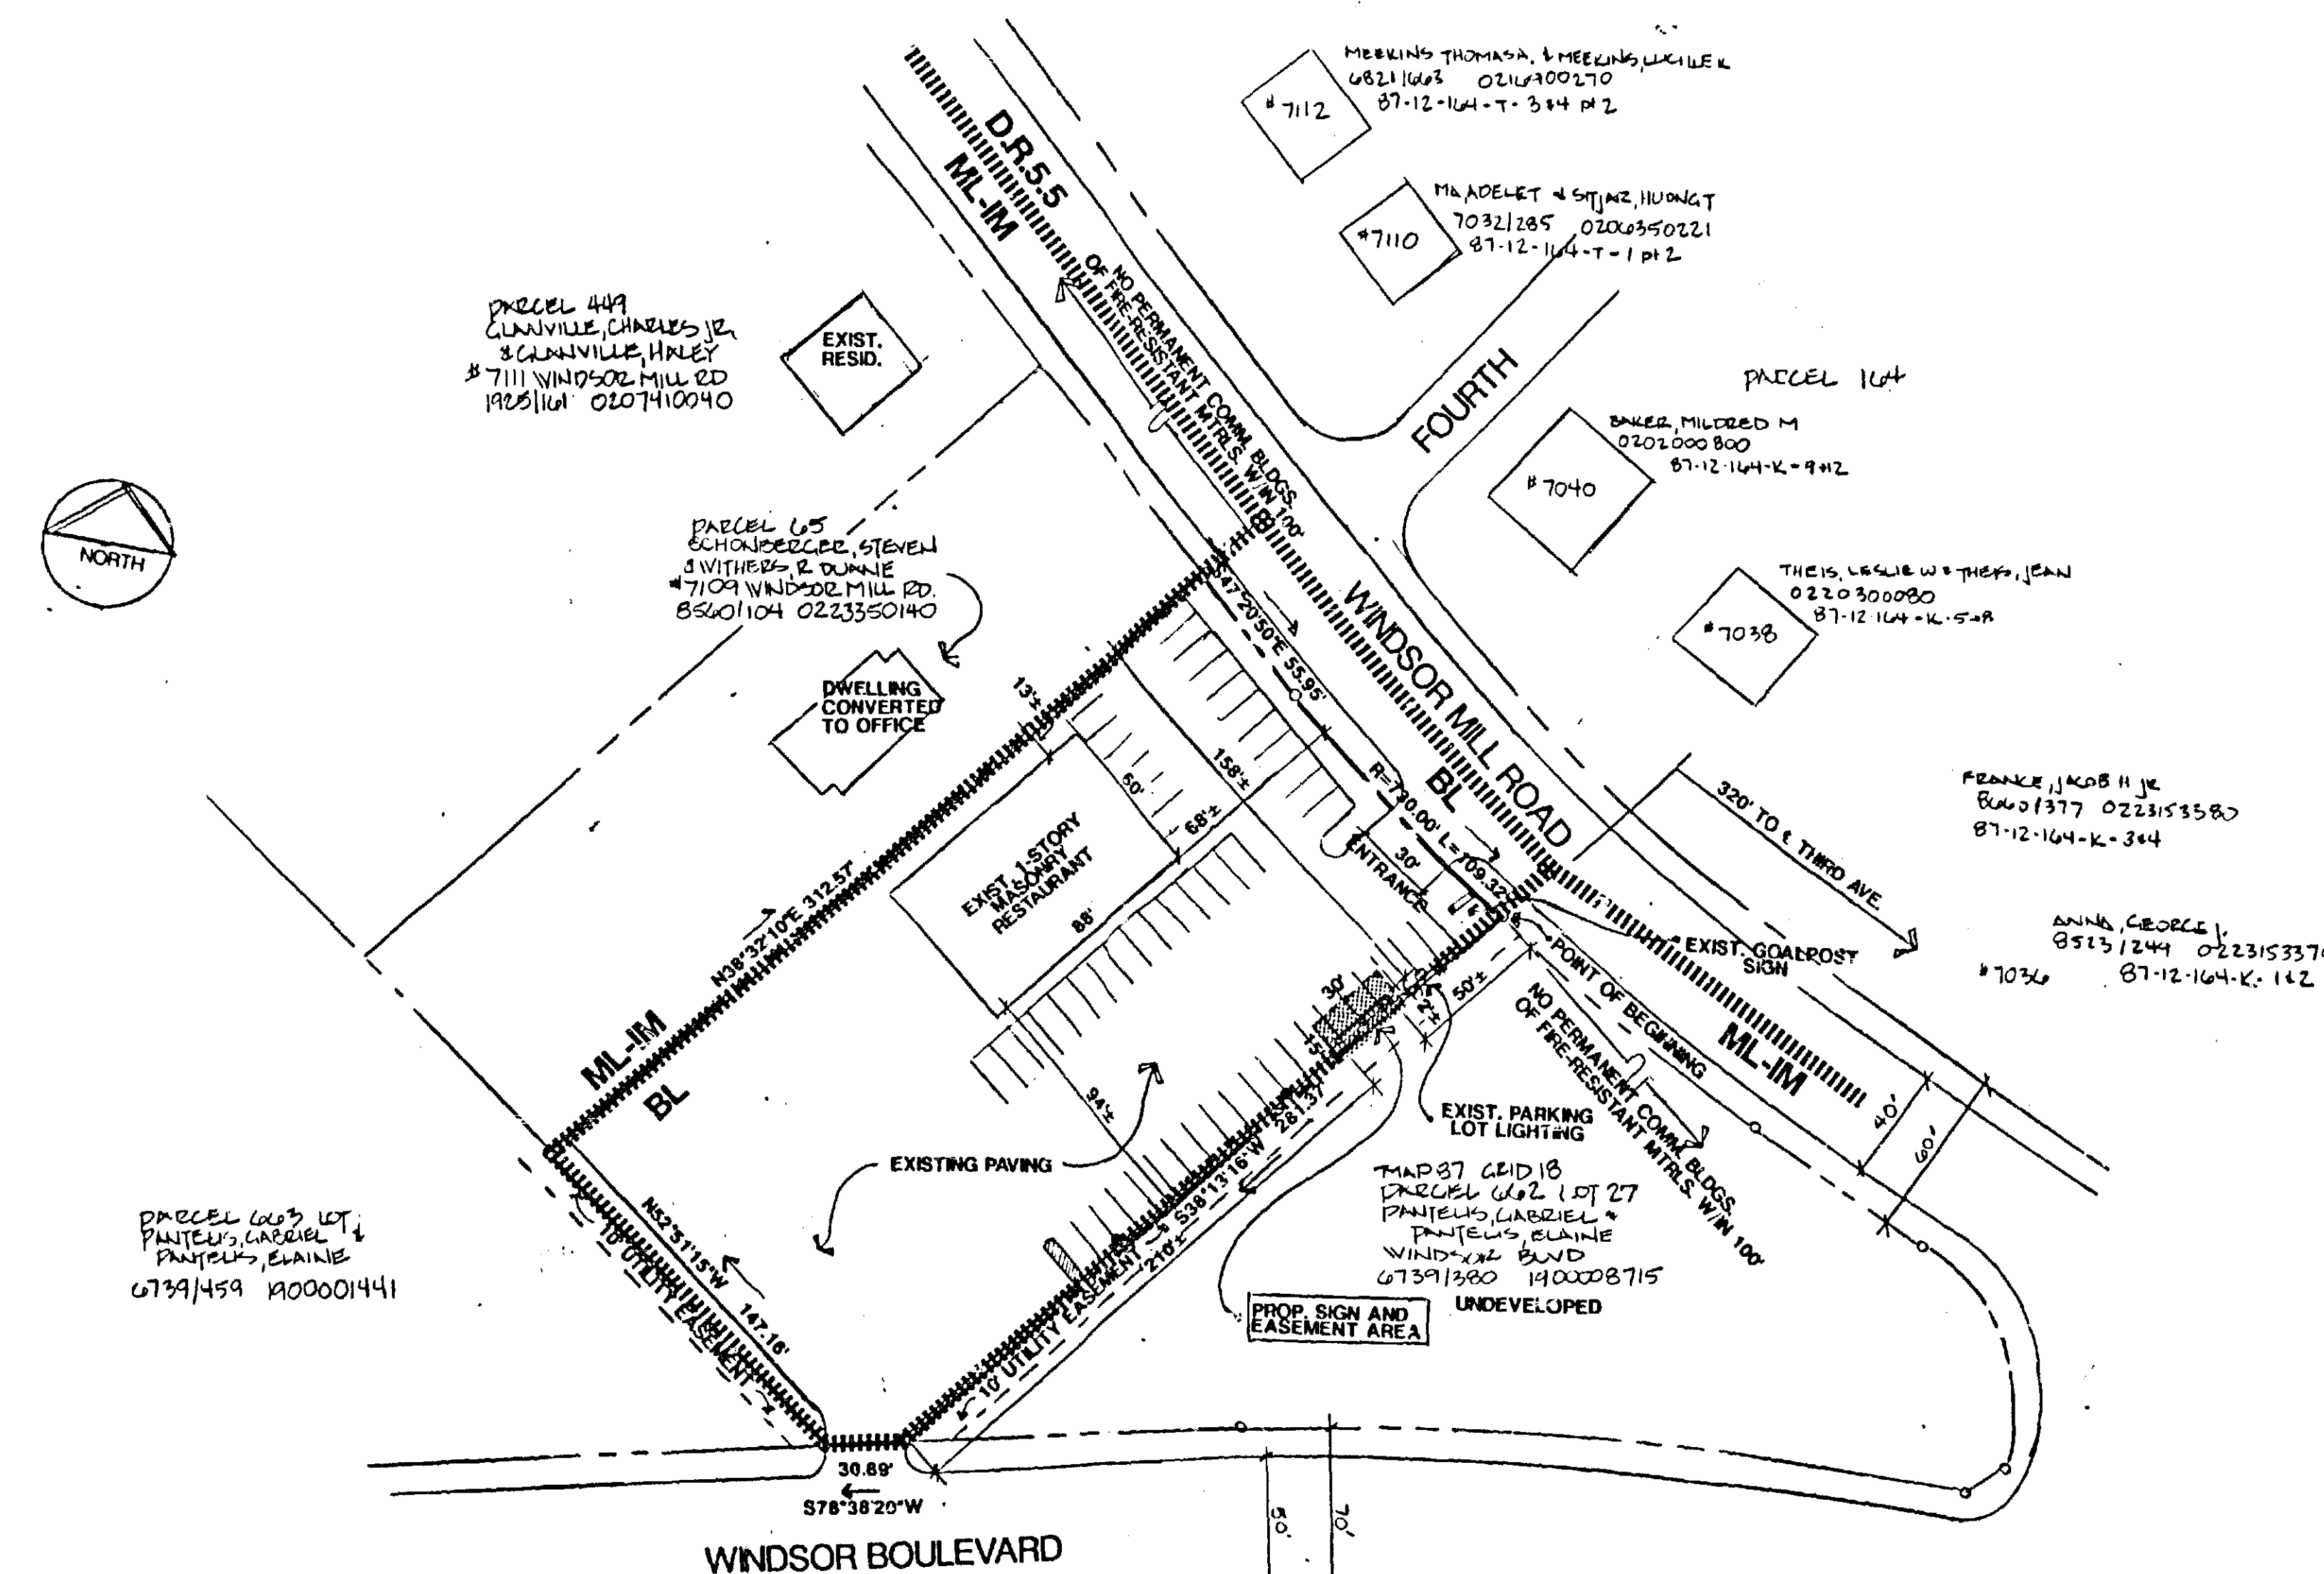 MEEKINS THOMAS A. & MEEKINS, LUCILLE K
6821/663 0216900270
87-12-164-T-3&4 pt 2
#7112
D.R.5.5
ML-IM
7032/285 0206350221
87-12-164-T-1 pt 2
#7110
NO PERMANENT COMM. BLDGS.
OF FIRE-RESISTANT MTRLS. W/IN 100'
PARCEL 449
GLANVILLE, CHARLES JR.
& GLANVILLE, HALEY
#7111 WINDSOR MILL RD
1925/161 0207410040
EXIST.
RESID.
FOURTH
PARCEL 164
BAKER, MILDRED M
0202000800
87-12-164-K-9→12
#7040
NORTH
PARCEL 65
SCHONBERGER, STEVEN
& WITHERS, R DUANE
#7109 WINDSOR MILL RD.
8560/104 0223350140
THEIS, LESLIE W & THEIS, JEAN
0220300080
87-12-164-K-5→8
#7038
DWELLING
CONVERTED
TO OFFICE
13'±
S47°20'50"E 55.95'
WINDSOR MILL ROAD
BL
R=730.00' L=109.32'
60'
158'±
68'±
320' TO ℄ THIRD AVE.
FRANCE, JACOB H JR
8660/377 0223153380
87-12-164-K-3&4
EXIST. 1-STORY
MASONRY
RESTAURANT
88'
ENTRANCE
30'
N38°32'10"E 312.57'
ANNA, GEORGE J.
8523/244
#7036 87-12-164-K-1&2
EXIST. GOALPOST
SIGN
POINT OF BEGINNING
50'±
2'±
30'
15'
NO PERMANENT COMM. BLDGS.
OF FIRE-RESISTANT MTRLS. W/IN 100'
ML-IM
ML-IM
BL
94'±
40'
60'
EXIST. PARKING
LOT LIGHTING
EXISTING PAVING
S38°13'16"W 281.37'
210'±
10' UTILITY EASEMENT
MAP 87 GRID 18
PARCEL 662 LOT 27
PANTELIS, GABRIEL &
PANTELIS, ELAINE
WINDSOR BLVD
6739/380 1900008715
UNDEVELOPED
PROP. SIGN AND
EASEMENT AREA
PARCEL 663 LOT
PANTELIS, GABRIEL &
PANTELIS, ELAINE
6739/459 1900001441
N52°51'15"W 147.16'
10' UTILITY EASEMENT
30.89'
S78°38'20"W
WINDSOR BOULEVARD
50'
70'